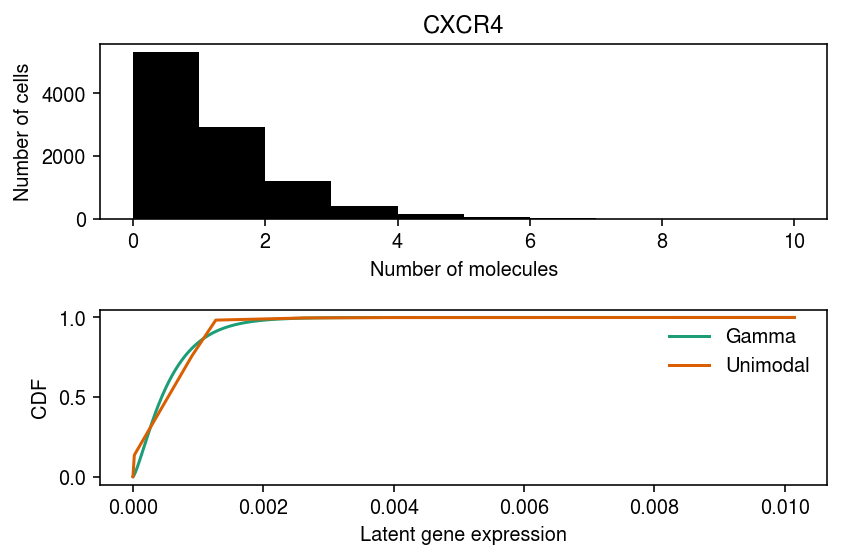 CXCR4
Number of cells
4000
2000
0
0 2 4 6 8 10
Number of molecules
CDF
1.0
0.5
0.0
Gamma
Unimodal
0.000 0.002 0.004 0.006 0.008 0.010
Latent gene expression